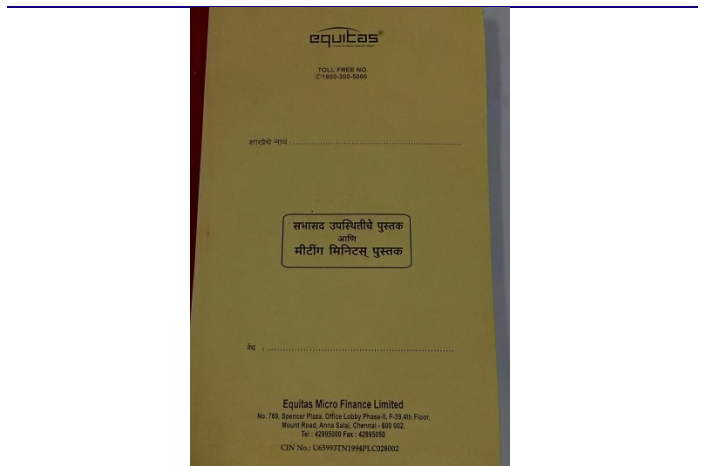 equitas®
TOLL FREE NO.
✆1800-300-5000
शाखेचे नाव :
सभासद उपस्थितीचे पुस्तक
आणि
मीटींग मिनिटस् पुस्तक
केंद्र :
Equitas Micro Finance Limited
No. 769, Spencer Plaza, Office Lobby Phase-II, F-39,4th Floor,
Mount Road, Anna Salai, Chennai - 600 002.
Tel : 42995000 Fax : 42995050
CIN No.: U65993TN1994PLC028002